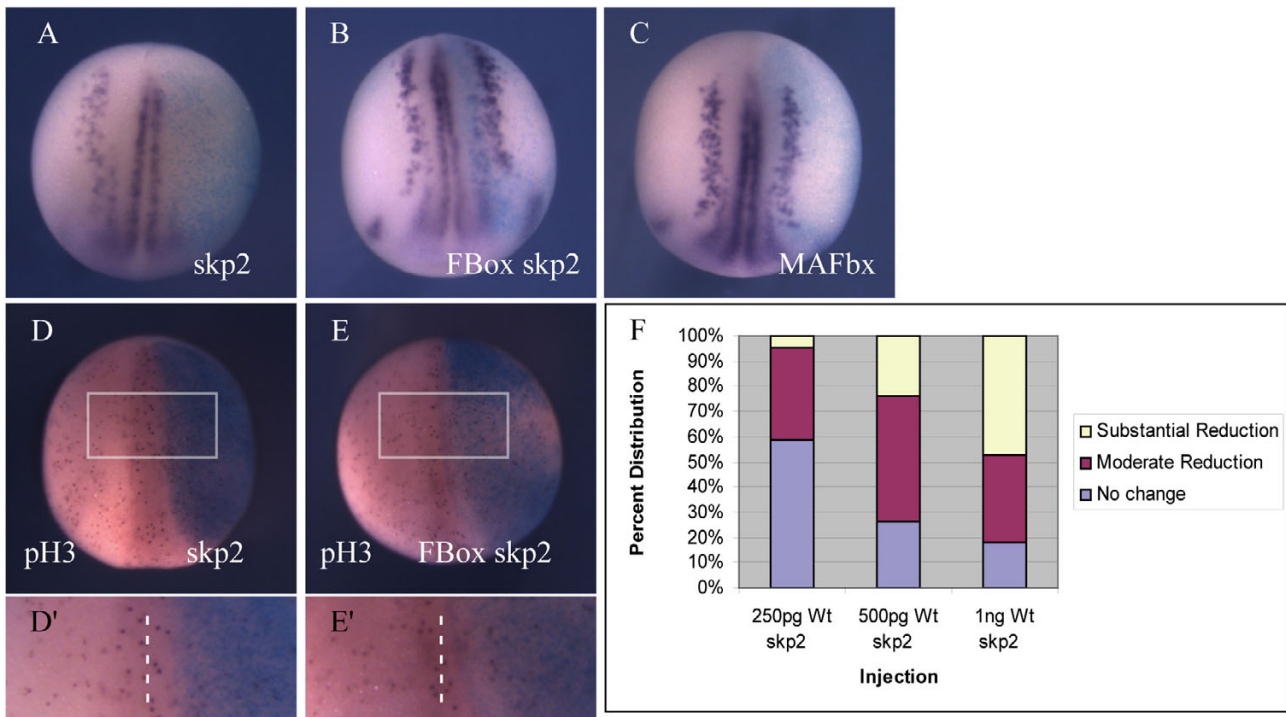 A
skp2
B
FBox skp2
C
MAFbx
D
pH3
skp2
E
pH3
FBox skp2
D'
E'
F
100%
90%
80%
70%
60%
50%
40%
30%
20%
10%
0%
Percent Distribution
250pg Wt
skp2
500pg Wt
skp2
1ng Wt
skp2
Injection
Substantial Reduction
Moderate Reduction
No change